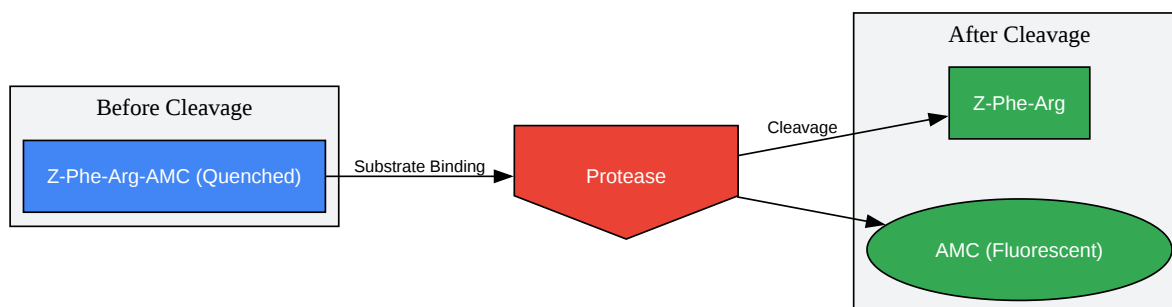 Before Cleavage
Z-Phe-Arg-AMC (Quenched)
Substrate Binding
Protease
Cleavage
After Cleavage
Z-Phe-Arg
AMC (Fluorescent)